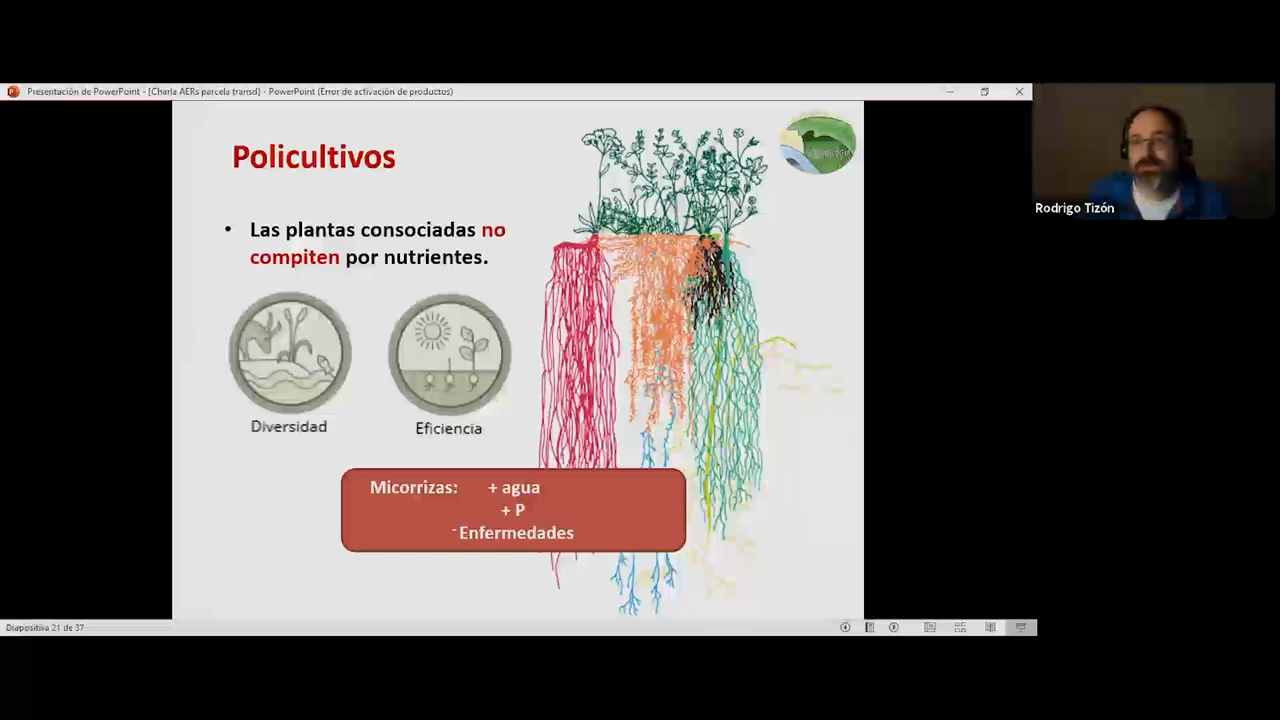 Presentación de PowerPoint - [Charla AERs parcela transd] - PowerPoint (Error de activación de productos)
Policultivos
• Las plantas consociadas no
compiten por nutrientes.
Diversidad
Eficiencia
Micorrizas: + agua
+ P
- Enfermedades
Diapositiva 21 de 37
Rodrigo Tizón